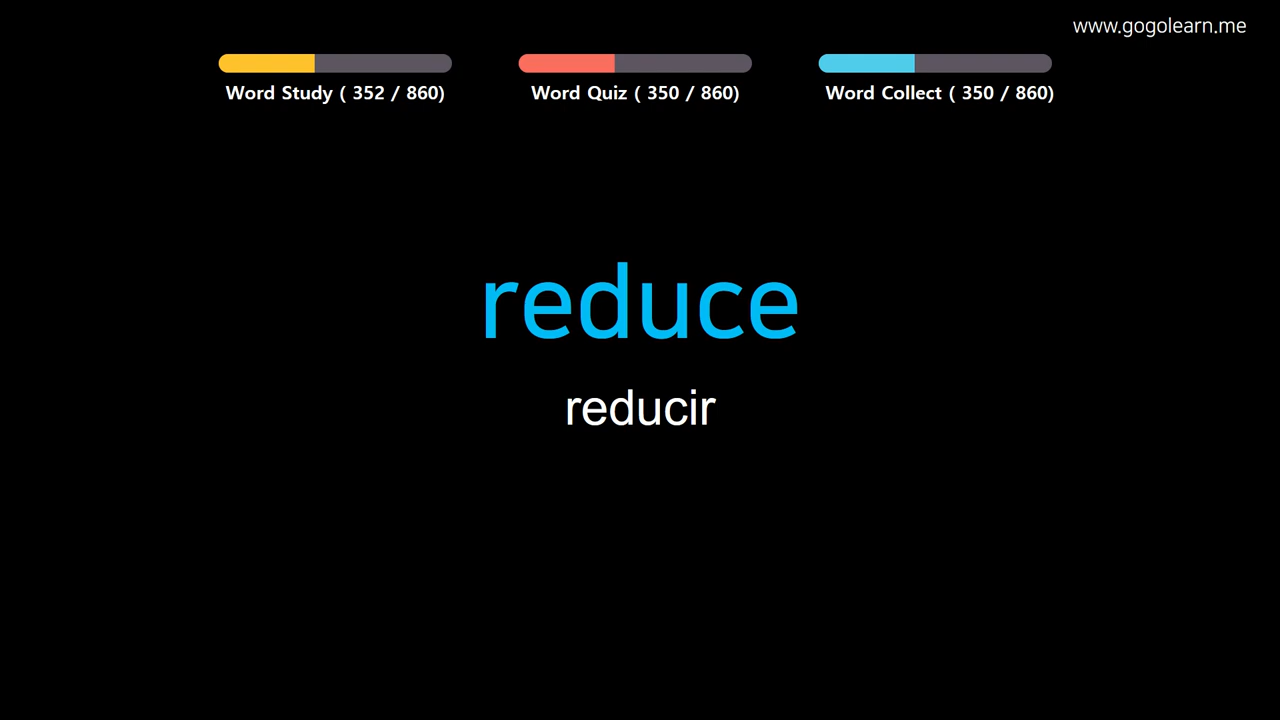 www.gogolearn.me
Word Study ( 352 / 860)
Word Quiz ( 350 / 860)
Word Collect ( 350 / 860)
reduce
reducir